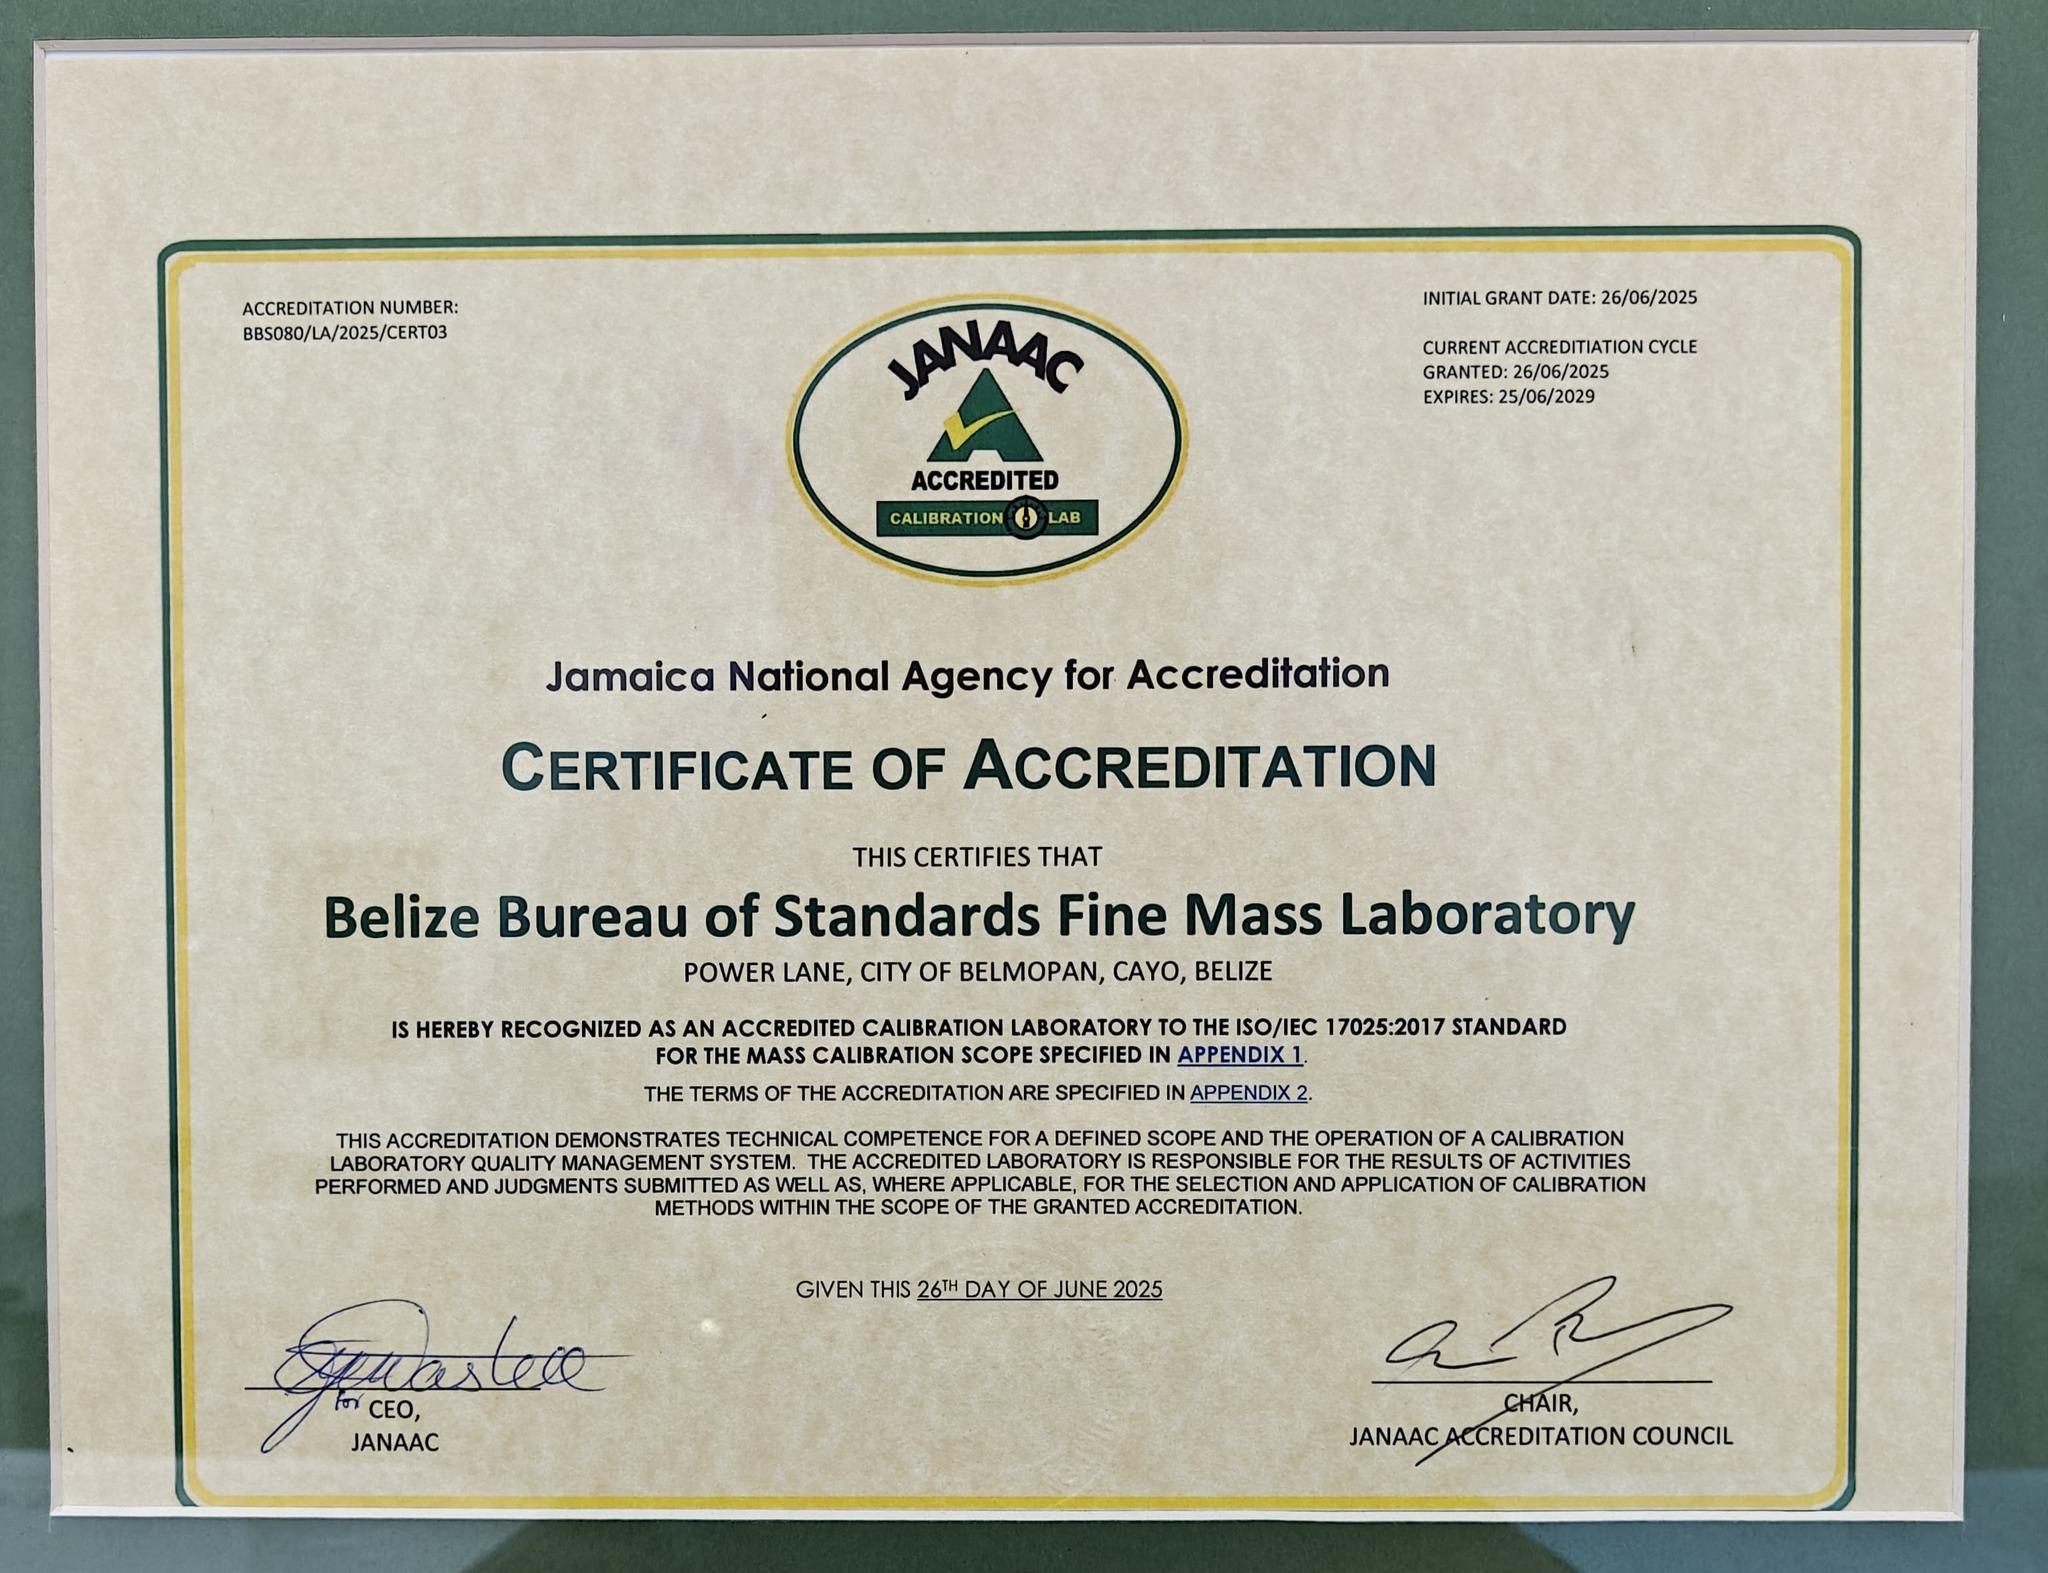 ACCREDITATION NUMBER:
BBS080/LA/2025/CERT03
INITIAL GRANT DATE: 26/06/2025
CURRENT ACCREDITIATION CYCLE
GRANTED: 26/06/2025
EXPIRES: 25/06/2029
JANAAC
ACCREDITED
CALIBRATION LAB
Jamaica National Agency for Accreditation
CERTIFICATE OF ACCREDITATION
THIS CERTIFIES THAT
Belize Bureau of Standards Fine Mass Laboratory
POWER LANE, CITY OF BELMOPAN, CAYO, BELIZE
IS HEREBY RECOGNIZED AS AN ACCREDITED CALIBRATION LABORATORY TO THE ISO/IEC 17025:2017 STANDARD
FOR THE MASS CALIBRATION SCOPE SPECIFIED IN APPENDIX 1.
THE TERMS OF THE ACCREDITATION ARE SPECIFIED IN APPENDIX 2.
THIS ACCREDITATION DEMONSTRATES TECHNICAL COMPETENCE FOR A DEFINED SCOPE AND THE OPERATION OF A CALIBRATION
LABORATORY QUALITY MANAGEMENT SYSTEM. THE ACCREDITED LABORATORY IS RESPONSIBLE FOR THE RESULTS OF ACTIVITIES
PERFORMED AND JUDGMENTS SUBMITTED AS WELL AS, WHERE APPLICABLE, FOR THE SELECTION AND APPLICATION OF CALIBRATION
METHODS WITHIN THE SCOPE OF THE GRANTED ACCREDITATION.
GIVEN THIS 26TH DAY OF JUNE 2025
for CEO,
JANAAC
CHAIR,
JANAAC ACCREDITATION COUNCIL